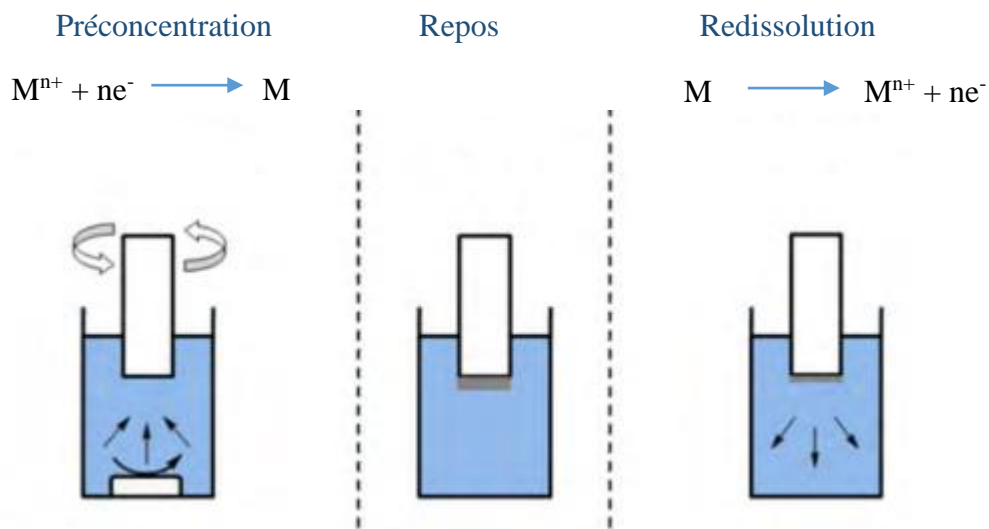 Préconcentration
Repos
Redissolution
Mⁿ⁺ + ne⁻ ⟶ M
M ⟶ Mⁿ⁺ + ne⁻